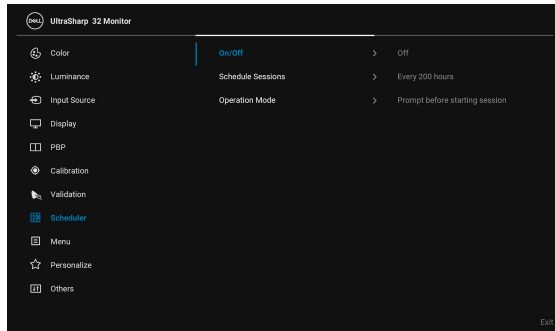 DELL UltraSharp 32 Monitor
Color On/Off > Off
Luminance Schedule Sessions > Every 200 hours
Input Source Operation Mode > Prompt before starting session
Display
PBP
Calibration
Validation
Scheduler
Menu
Personalize
Others
Exit